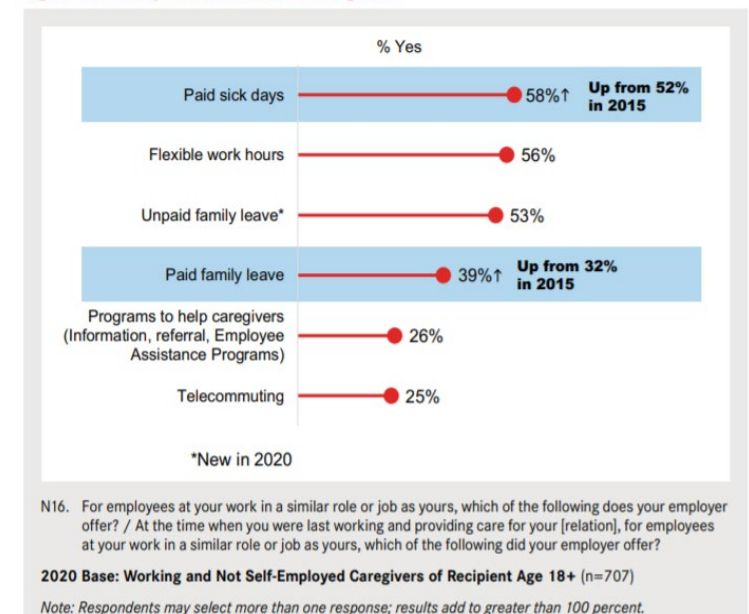 % Yes
Paid sick days 58%↑ Up from 52%
in 2015
Flexible work hours 56%
Unpaid family leave* 53%
Paid family leave 39%↑ Up from 32%
in 2015
Programs to help caregivers
(Information, referral, Employee 26%
Assistance Programs)
Telecommuting 25%
*New in 2020
N16. For employees at your work in a similar role or job as yours, which of the following does your employer
offer? / At the time when you were last working and providing care for your [relation], for employees
at your work in a similar role or job as yours, which of the following did your employer offer?
2020 Base: Working and Not Self-Employed Caregivers of Recipient Age 18+ (n=707)
Note: Respondents may select more than one response; results add to greater than 100 percent.